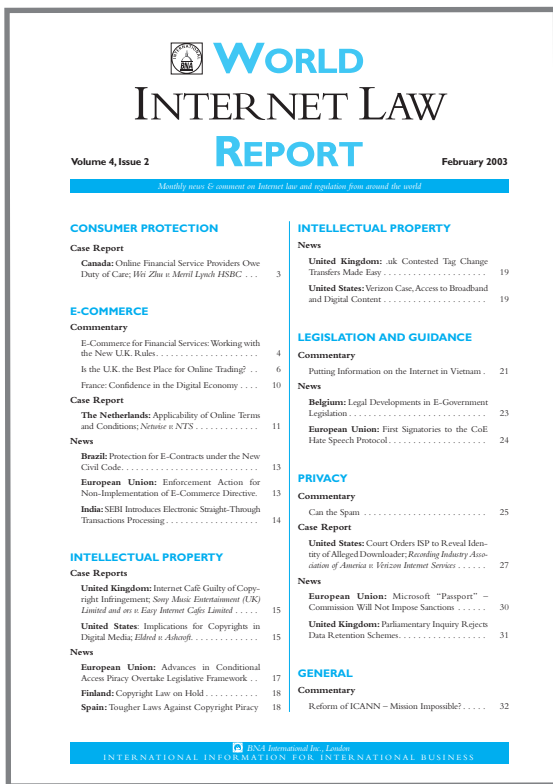 INTERNATIONAL
BNA
WORLD
INTERNET LAW
REPORT
Volume 4, Issue 2
February 2003
Monthly news & comment on Internet law and regulation from around the world
CONSUMER PROTECTION
Case Report
Canada: Online Financial Service Providers Owe
Duty of Care; Wei Zhu v. Merril Lynch HSBC . . . 3
E-COMMERCE
Commentary
E-Commerce for Financial Services: Working with
the New U.K. Rules. . . . . . . . . . . . . . . . . . . . . 4
Is the U.K. the Best Place for Online Trading? . . 6
France: Confidence in the Digital Economy . . . . 10
Case Report
The Netherlands: Applicability of Online Terms
and Conditions; Netwise v. NTS . . . . . . . . . . . . . 11
News
Brazil: Protection for E-Contracts under the New
Civil Code. . . . . . . . . . . . . . . . . . . . . . . . . . . 13
European Union: Enforcement Action for
Non-Implementation of E-Commerce Directive. 13
India: SEBI Introduces Electronic Straight-Through
Transactions Processing . . . . . . . . . . . . . . . . . . 14
INTELLECTUAL PROPERTY
Case Reports
United Kingdom: Internet Café Guilty of Copy-
right Infringement; Sony Music Entertainment (UK)
Limited and ors v. Easy Internet Cafes Limited . . . . . 15
United States: Implications for Copyrights in
Digital Media; Eldred v. Ashcroft. . . . . . . . . . . . . . 15
News
European Union: Advances in Conditional
Access Piracy Overtake Legislative Framework . . 17
Finland: Copyright Law on Hold . . . . . . . . . . 18
Spain: Tougher Laws Against Copyright Piracy 18
INTELLECTUAL PROPERTY
News
United Kingdom: .uk Contested Tag Change
Transfers Made Easy . . . . . . . . . . . . . . . . . . . . 19
United States: Verizon Case, Access to Broadband
and Digital Content . . . . . . . . . . . . . . . . . . . . . 19
LEGISLATION AND GUIDANCE
Commentary
Putting Information on the Internet in Vietnam . 21
News
Belgium: Legal Developments in E-Government
Legislation . . . . . . . . . . . . . . . . . . . . . . . . . . . 23
European Union: First Signatories to the CoE
Hate Speech Protocol . . . . . . . . . . . . . . . . . . . 24
PRIVACY
Commentary
Can the Spam . . . . . . . . . . . . . . . . . . . . . . . . 25
Case Report
United States: Court Orders ISP to Reveal Iden-
tity of Alleged Downloader; Recording Industry Asso-
ciation of America v. Verizon Internet Services . . . . . . 27
News
European Union: Microsoft "Passport" –
Commission Will Not Impose Sanctions . . . . . . 30
United Kingdom: Parliamentary Inquiry Rejects
Data Retention Schemes. . . . . . . . . . . . . . . . . 31
GENERAL
Commentary
Reform of ICANN – Mission Impossible? . . . . . 32
BNA International Inc., London
INTERNATIONAL INFORMATION FOR INTERNATIONAL BUSINESS